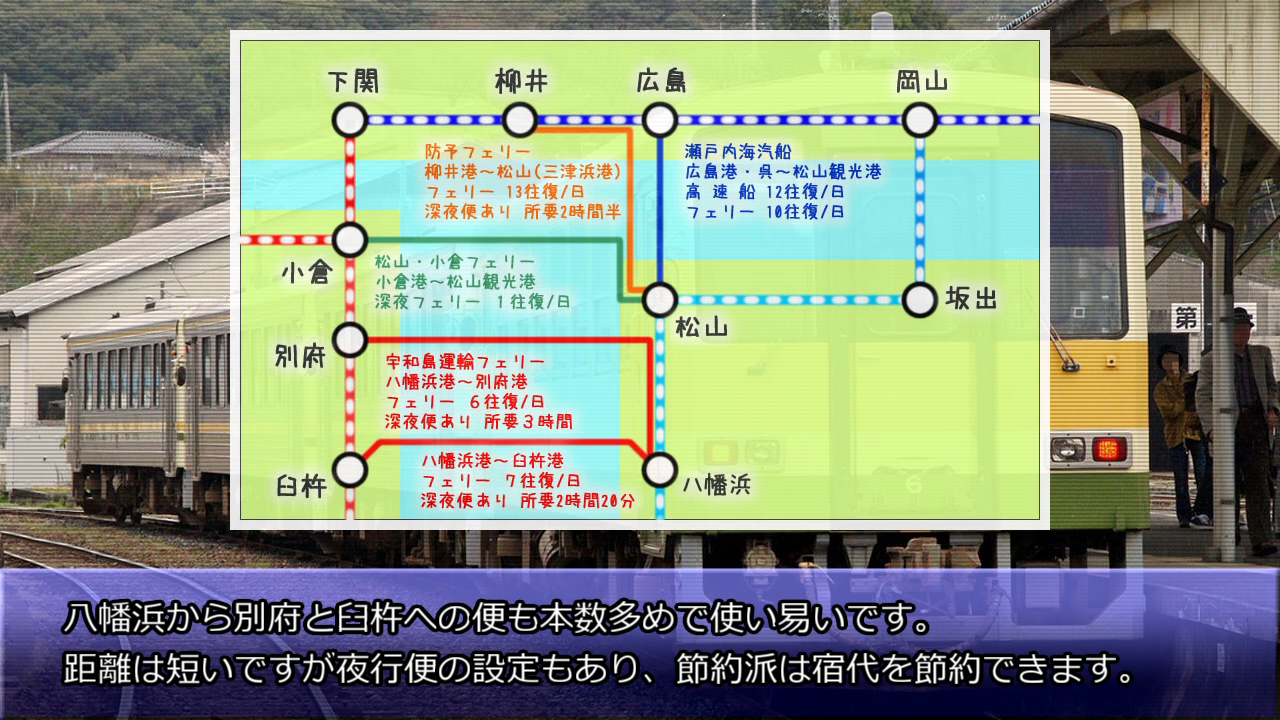 下関
柳井
広島
岡山
防予フェリー
柳井港～松山(三津浜港)
フェリー 13往復/日
深夜便あり 所要2時間半
瀬戸内海汽船
広島港・呉～松山観光港
高 速 船 12往復/日
フェリー 10往復/日
小倉
松山・小倉フェリー
小倉港～松山観光港
深夜フェリー 1往復/日
松山
坂出
第
別府
宇和島運輸フェリー
八幡浜港～別府港
フェリー 6往復/日
深夜便あり 所要3時間
臼杵
八幡浜港～臼杵港
フェリー 7往復/日
深夜便あり 所要2時間20分
八幡浜
6
八幡浜から別府と臼杵への便も本数多めで使い易いです。
距離は短いですが夜行便の設定もあり、節約派は宿代を節約できます。